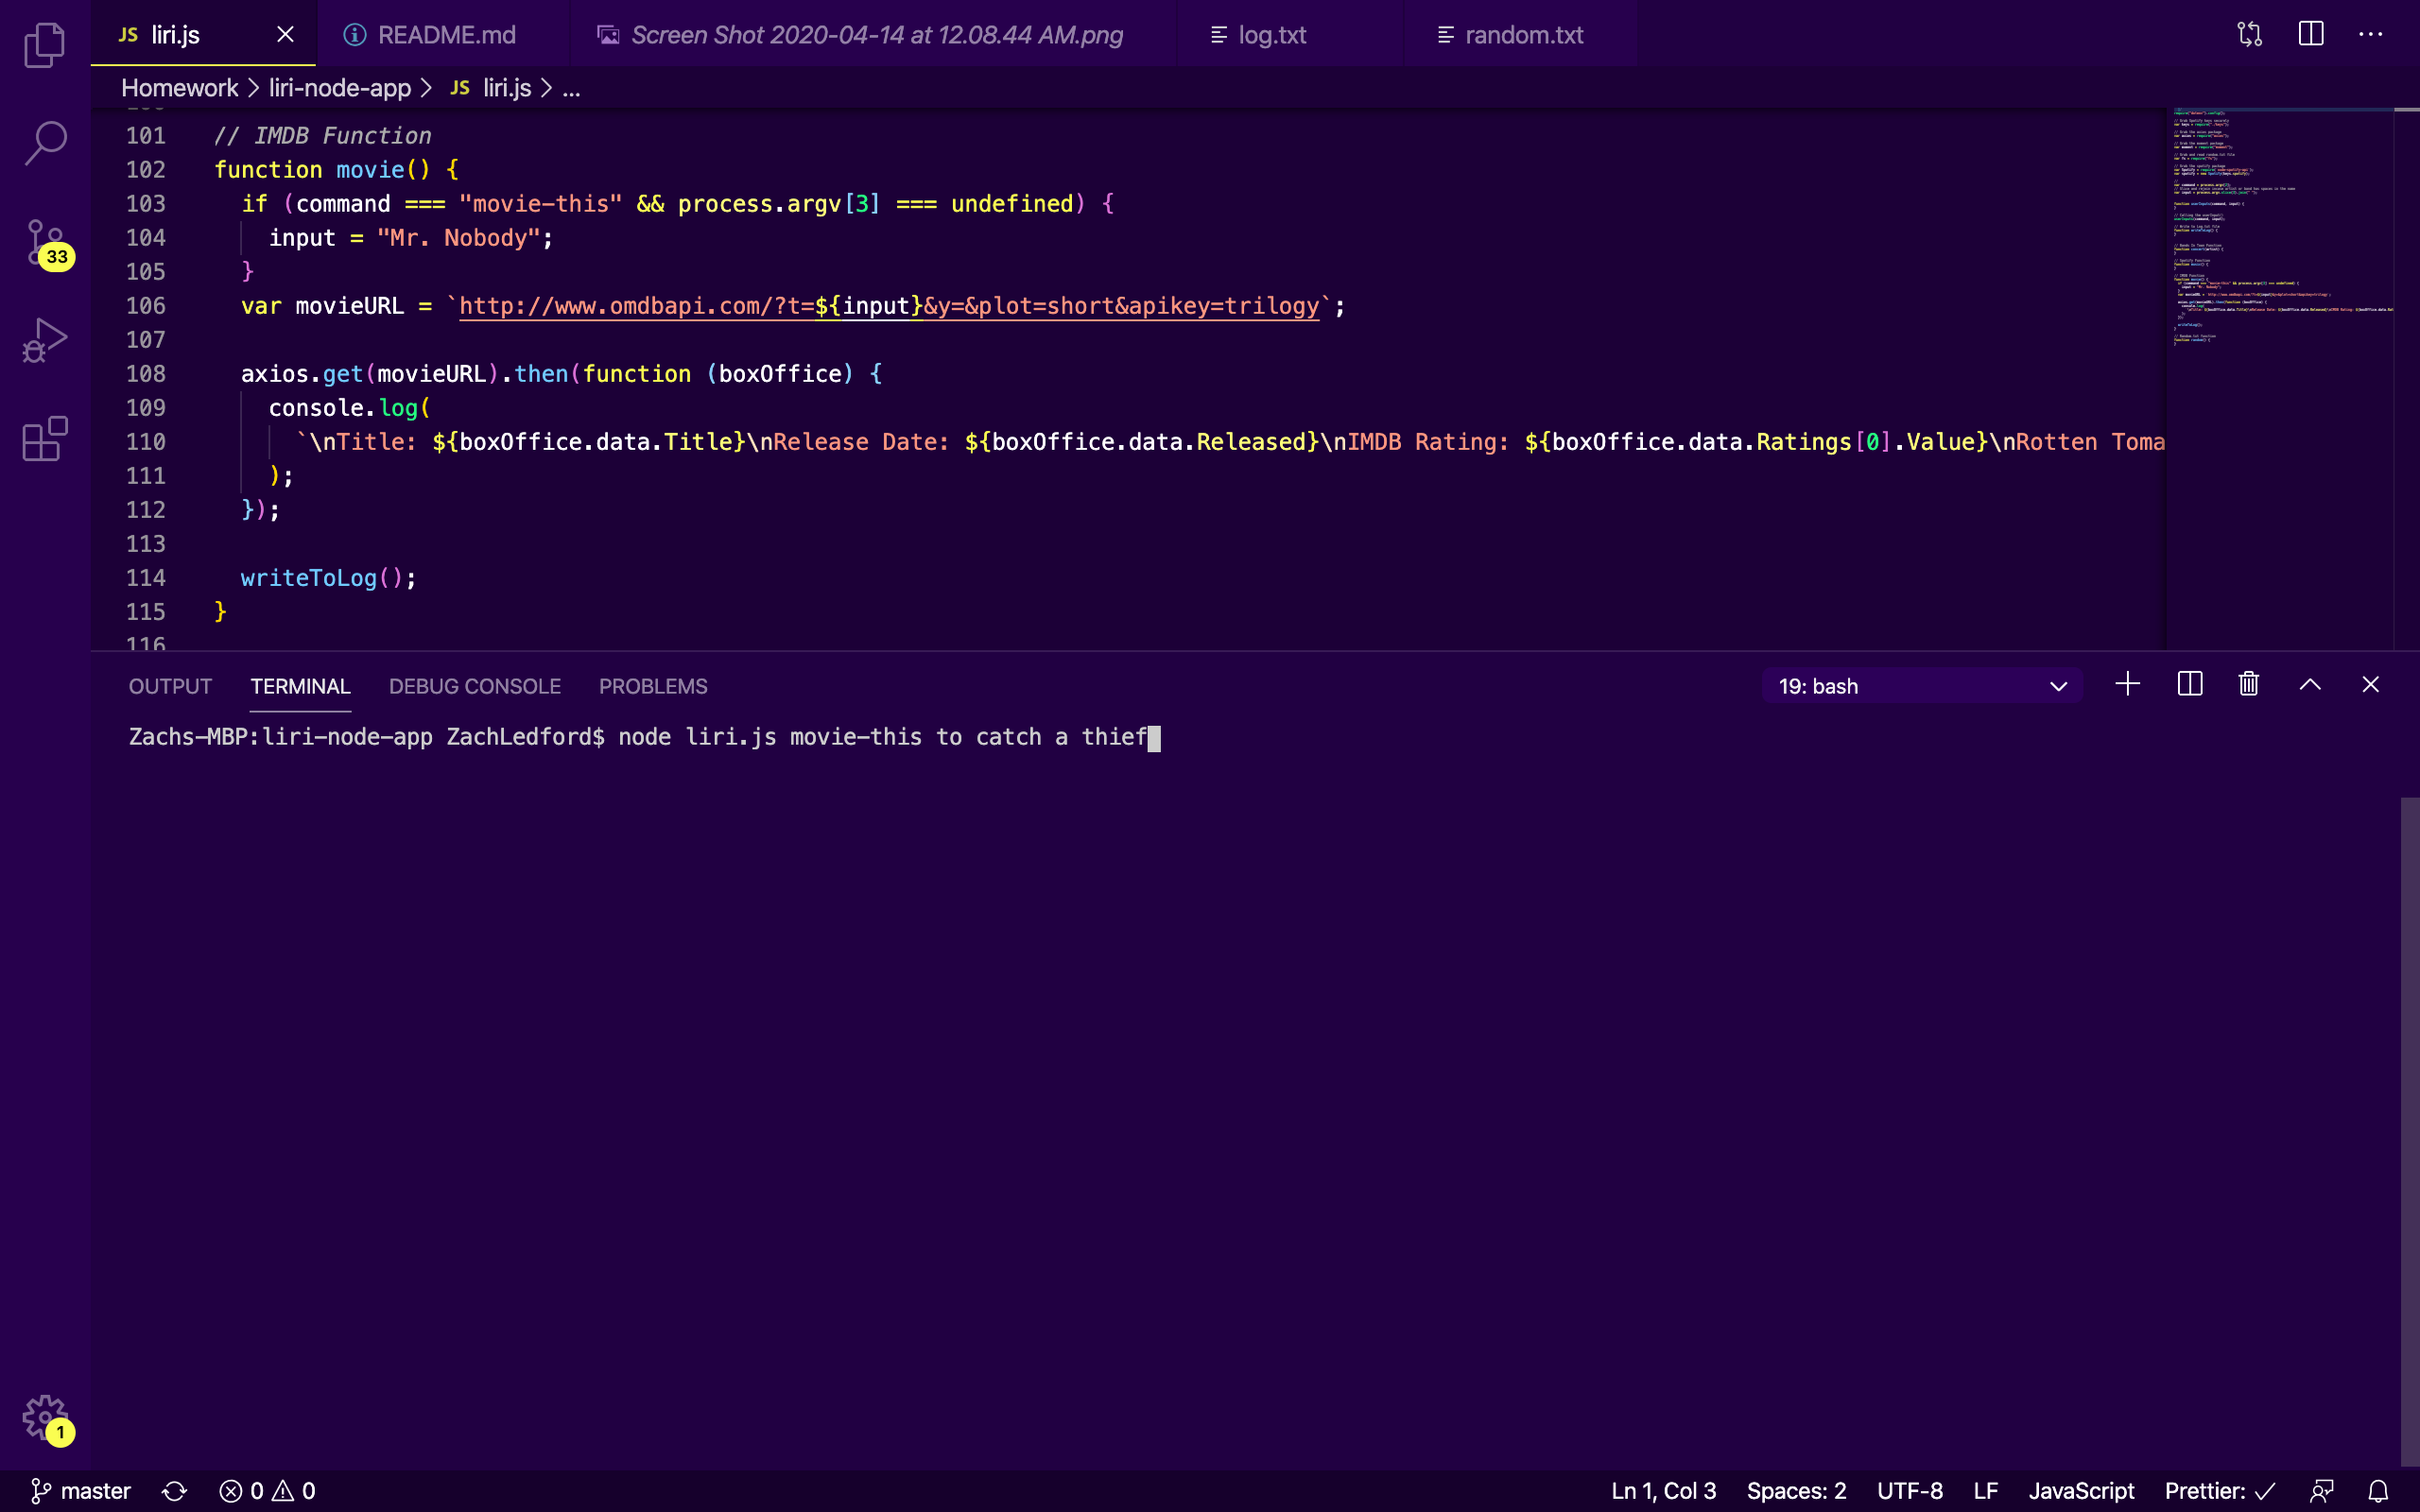 JS liri.js
README.md
Screen Shot 2020-04-14 at 12.08.44 AM.png
log.txt
random.txt
Homework > liri-node-app > JS liri.js > ...
101 // IMDB Function
102 function movie() {
103 if (command === "movie-this" && process.argv[3] === undefined) {
104 input = "Mr. Nobody";
105 }
106 var movieURL = `http://www.omdbapi.com/?t=${input}&y=&plot=short&apikey=trilogy`;
107
108 axios.get(movieURL).then(function (boxOffice) {
109 console.log(
110 `\nTitle: ${boxOffice.data.Title}\nRelease Date: ${boxOffice.data.Released}\nIMDB Rating: ${boxOffice.data.Ratings[0].Value}\nRotten Toma
111 );
112 });
113
114 writeToLog();
115 }
116
33
OUTPUT TERMINAL DEBUG CONSOLE PROBLEMS
19: bash
Zachs-MBP:liri-node-app ZachLedford$ node liri.js movie-this to catch a thief
1
master 0 0
Ln 1, Col 3 Spaces: 2 UTF-8 LF JavaScript Prettier: ✓